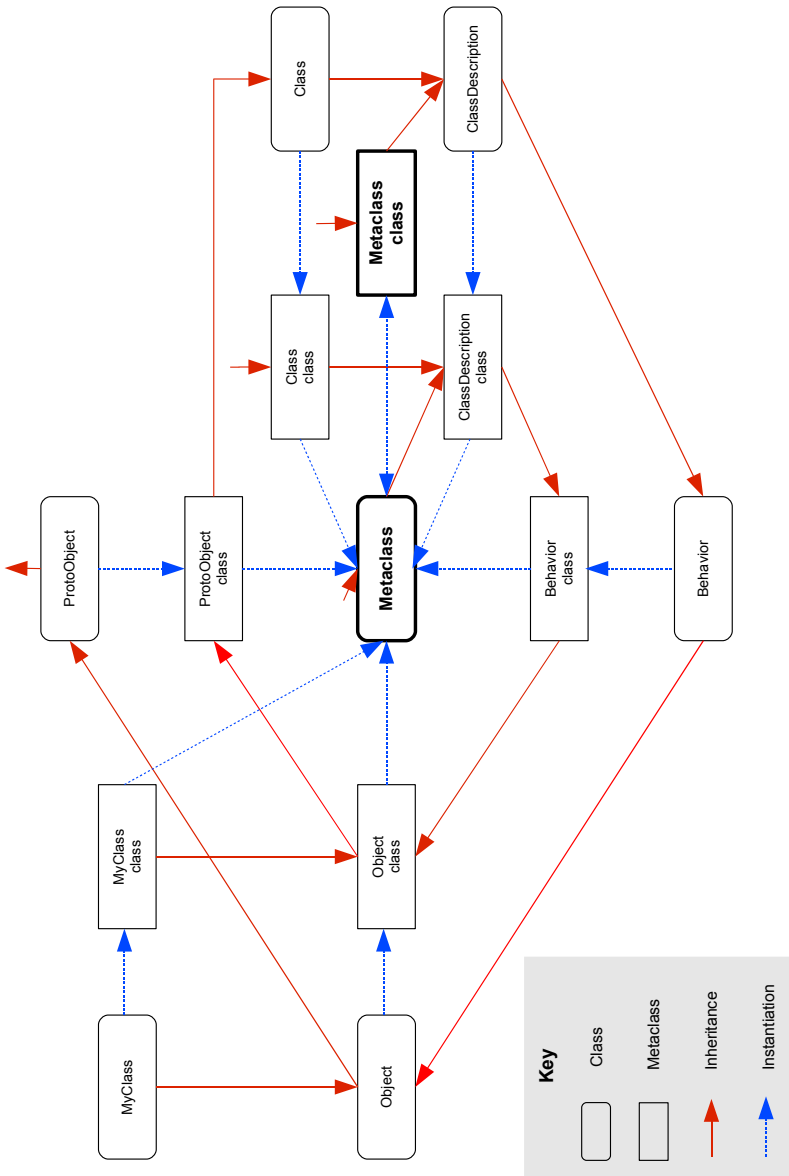 ProtoObject
ProtoObject
class
Class
Class
class
Metaclass
class
Metaclass
ClassDescription
ClassDescription
class
MyClass
MyClass
class
Object
Object
class
Behavior
class
Behavior
Key
Class
Metaclass
Inheritance
Instantiation